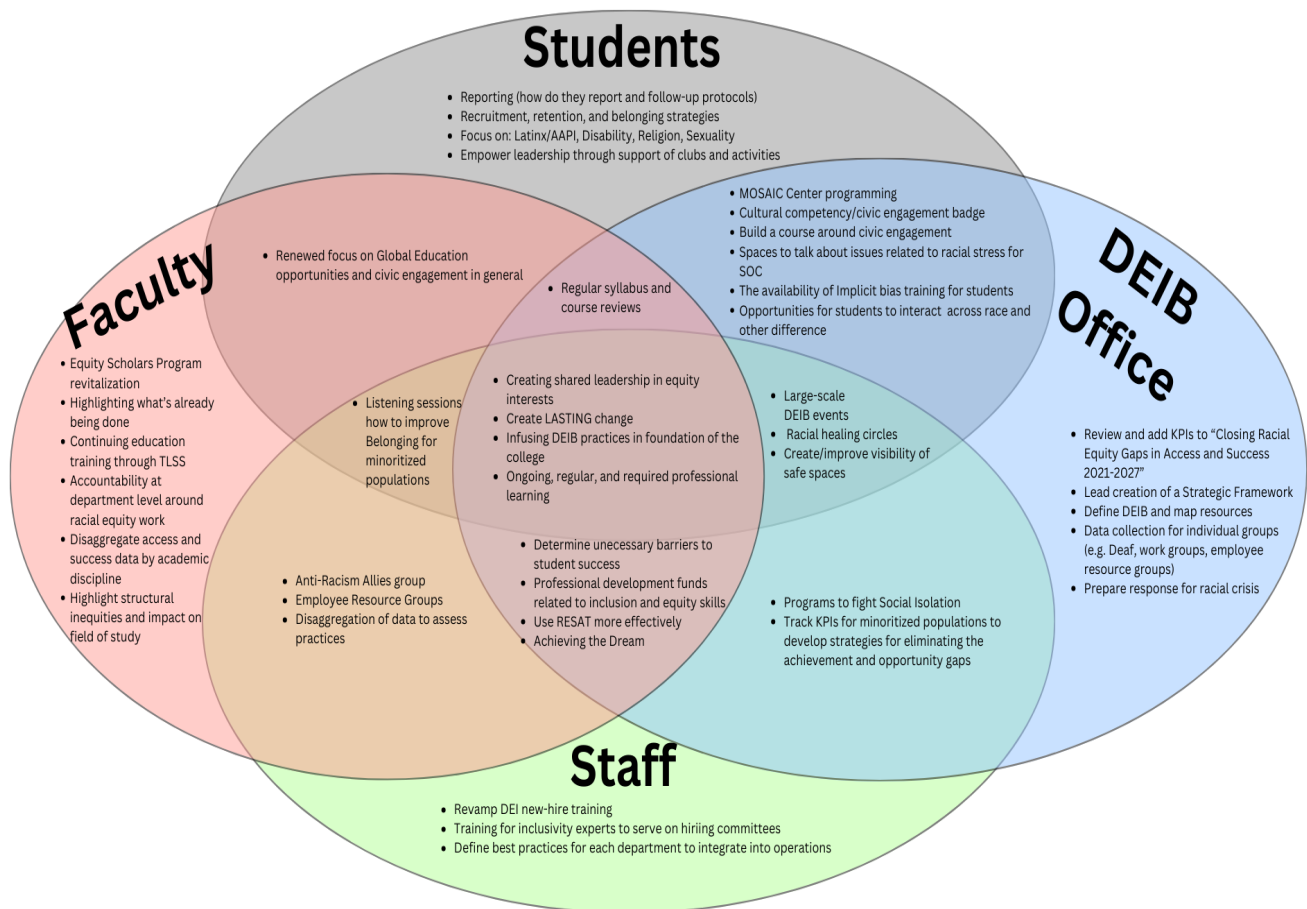 Students
• Reporting (how do they report and follow-up protocols)
• Recruitment, retention, and belonging strategies
• Focus on: Latinx/AAPI, Disability, Religion, Sexuality
• Empower leadership through support of clubs and activities
Faculty
• Equity Scholars Program
revitalization
• Highlighting what's already
being done
• Continuing education
training through TLSS
• Accountability at
department level around
racial equity work
• Disaggregate access and
success data by academic
discipline
• Highlight structural
inequities and impact on
field of study
• Renewed focus on Global Education
opportunities and civic engagement in general
• Regular syllabus and
course reviews
• MOSAIC Center programming
• Cultural competency/civic engagement badge
• Build a course around civic engagement
• Spaces to talk about issues related to racial stress for
SOC
• The availability of Implicit bias training for students
• Opportunities for students to interact across race and
other difference
DEIB
Office
• Review and add KPIs to “Closing Racial
Equity Gaps in Access and Success
2021-2027”
• Lead creation of a Strategic Framework
• Define DEIB and map resources
• Data collection for individual groups
(e.g. Deaf, work groups, employee
resource groups)
• Prepare response for racial crisis
• Listening sessions
how to improve
Belonging for
minoritized
populations
• Creating shared leadership in equity
interests
• Create LASTING change
• Infusing DEIB practices in foundation of the
college
• Ongoing, regular, and required professional
learning
• Large-scale
DEIB events
• Racial healing circles
• Create/improve visibility of
safe spaces
• Anti-Racism Allies group
• Employee Resource Groups
• Disaggregation of data to assess
practices
• Determine unecessary barriers to
student success
• Professional development funds
related to inclusion and equity skills
• Use RESAT more effectively
• Achieving the Dream
• Programs to fight Social Isolation
• Track KPIs for minoritized populations to
develop strategies for eliminating the
achievement and opportunity gaps
Staff
• Revamp DEI new-hire training
• Training for inclusivity experts to serve on hiriing committees
• Define best practices for each department to integrate into operations